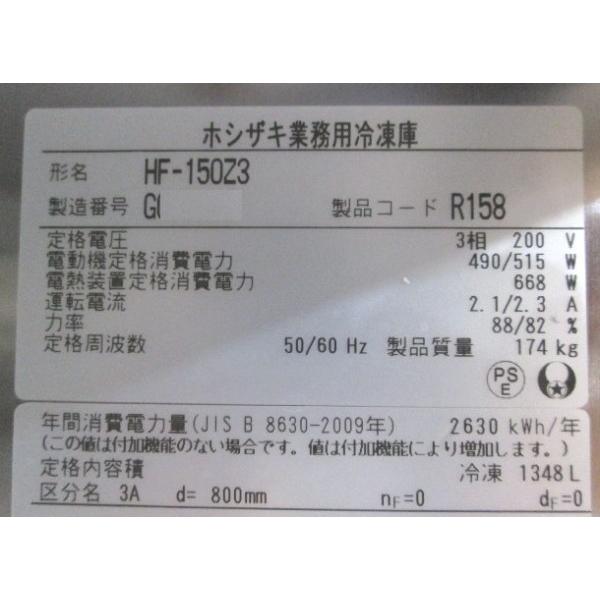 ホシザキ業務用冷凍庫
形名 HF-150Z3
製造番号 G 製品コード R158
定格電圧 3相 200 V
電動機定格消費電力 490/515 W
電熱装置定格消費電力 668 W
運転電流 2.1/2.3 A
力率 88/82 %
定格周波数 50/60 Hz 製品質量 174 kg
PS E
年間消費電力量(JIS B 8630-2009年) 2630 kWh/年
(この値は付加機能のない場合です。値は付加機能により増加します。)
定格内容積 冷凍 1348 L
区分名 3A d= 800mm nF=0 dF=0